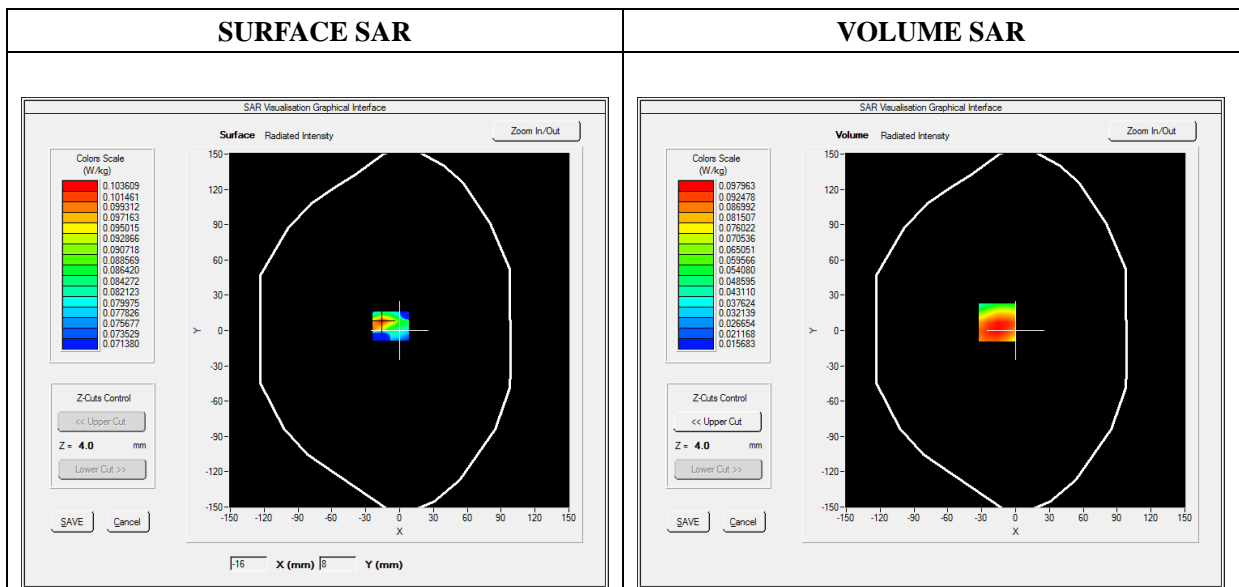 SURFACE SAR
VOLUME SAR
SAR Visualisation Graphical Interface
Surface Radiated Intensity
Zoom In/Out
Colors Scale
(W/kg)
0.103609
0.101461
0.099312
0.097163
0.095015
0.092866
0.090718
0.088569
0.086420
0.084272
0.082123
0.079975
0.077826
0.075677
0.073529
0.071380
Z-Cuts Control
<< Upper Cut
Z = 4.0 mm
Lower Cut >>
SAVE Cancel
150
120
90
60
30
0
-30
-60
-90
-120
-150
Y
-150 -120 -90 -60 -30 0 30 60 90 120 150
X
-16 X (mm) 8 Y (mm)
SAR Visualisation Graphical Interface
Volume Radiated Intensity
Zoom In/Out
Colors Scale
(W/kg)
0.097963
0.092478
0.086992
0.081507
0.076022
0.070536
0.065051
0.059566
0.054080
0.048595
0.043110
0.037624
0.032139
0.026654
0.021168
0.015683
Z-Cuts Control
<< Upper Cut
Z = 4.0 mm
Lower Cut >>
SAVE Cancel
150
120
90
60
30
0
-30
-60
-90
-120
-150
Y
-150 -120 -90 -60 -30 0 30 60 90 120 150
X